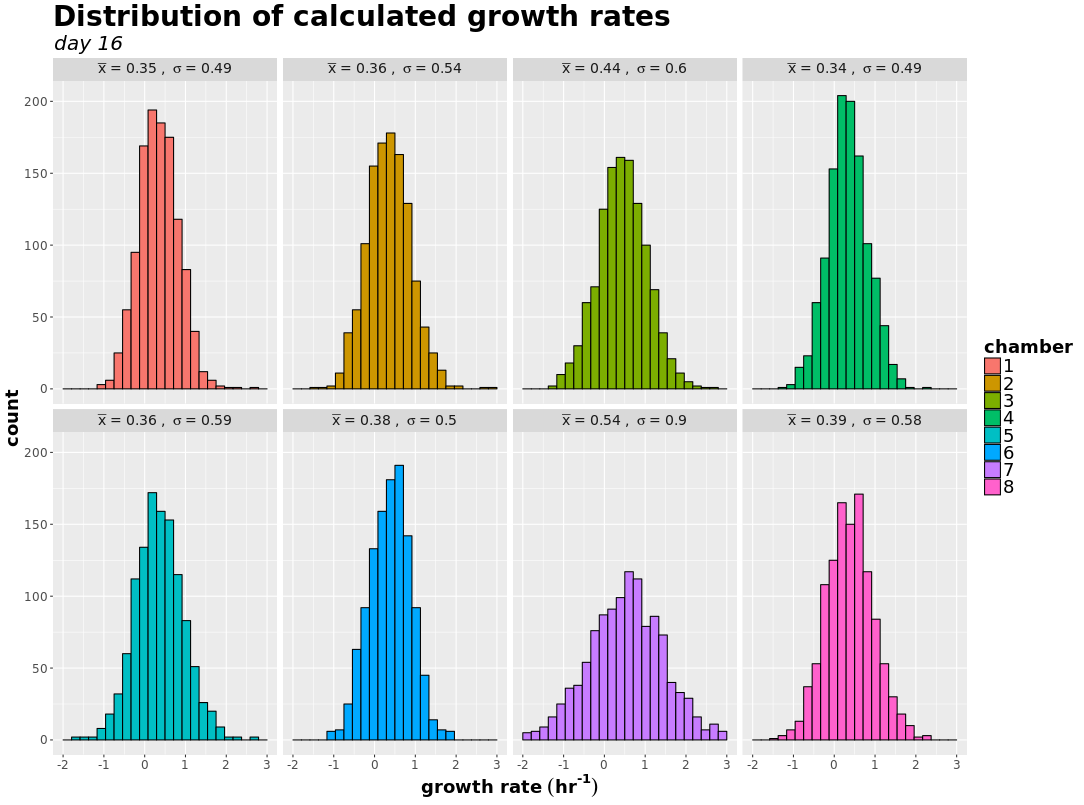 Distribution of calculated growth rates
day 16
x̅ = 0.35 , σ = 0.49
x̅ = 0.36 , σ = 0.54
x̅ = 0.44 , σ = 0.6
x̅ = 0.34 , σ = 0.49
200
150
100
50
0
x̅ = 0.36 , σ = 0.59
x̅ = 0.38 , σ = 0.5
x̅ = 0.54 , σ = 0.9
x̅ = 0.39 , σ = 0.58
200
150
100
50
0
-2 -1 0 1 2 3
-2 -1 0 1 2 3
-2 -1 0 1 2 3
-2 -1 0 1 2 3
count
growth rate (hr⁻¹)
chamber
1
2
3
4
5
6
7
8